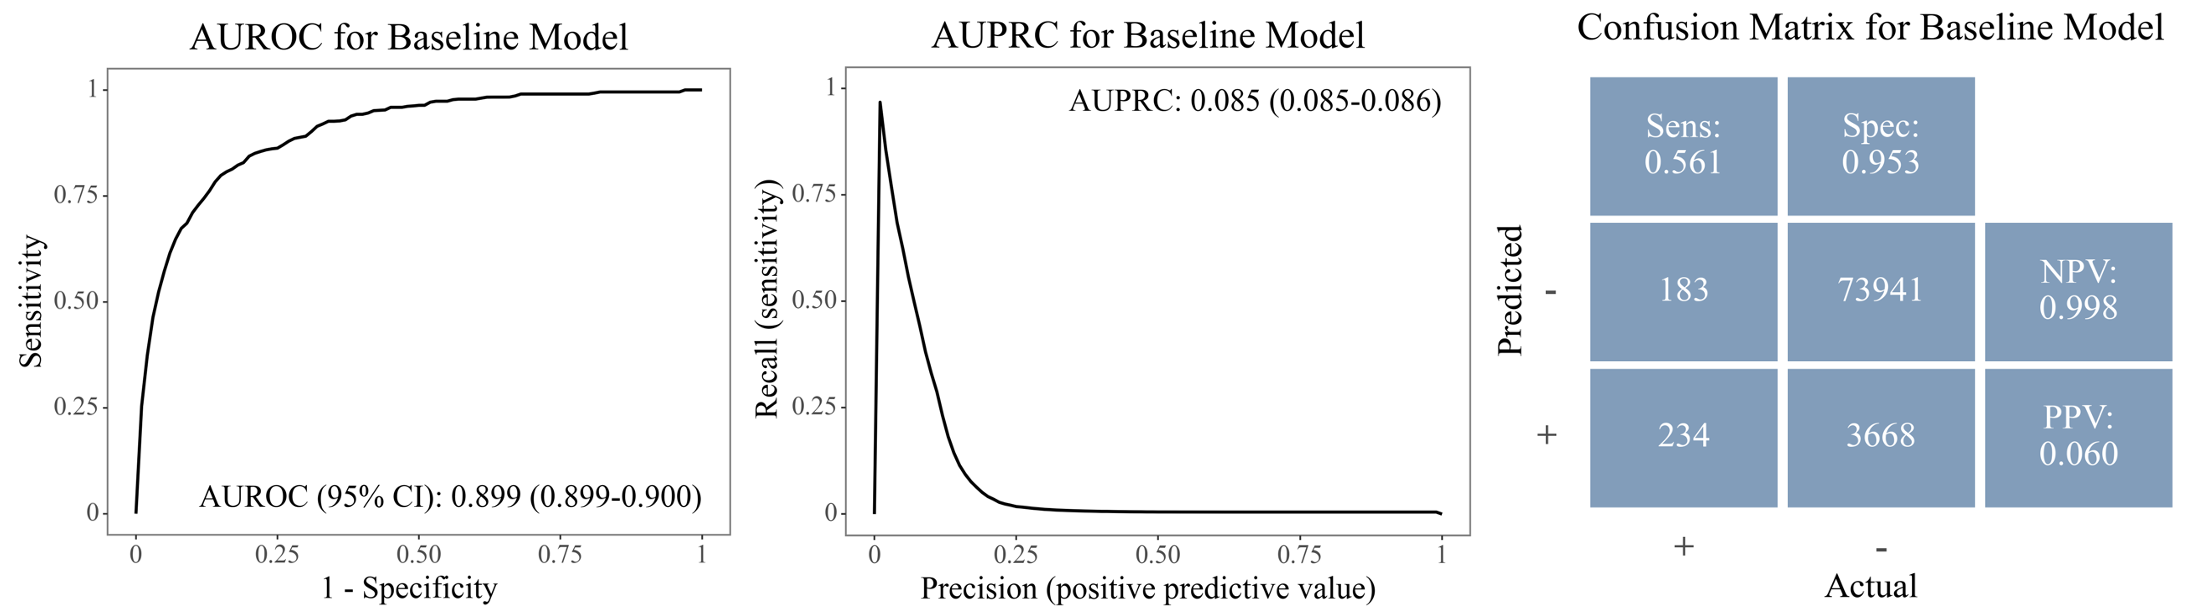 AUROC for Baseline Model
1
0.75
0.50
0.25
0
Sensitivity
AUROC (95% CI): 0.899 (0.899-0.900)
0 0.25 0.50 0.75 1
1 - Specificity
AUPRC for Baseline Model
AUPRC: 0.085 (0.085-0.086)
1
0.75
0.50
0.25
0
Recall (sensitivity)
0 0.25 0.50 0.75 1
Precision (positive predictive value)
Confusion Matrix for Baseline Model
Sens:
0.561
Spec:
0.953
Predicted
-
183
73941
NPV:
0.998
+
234
3668
PPV:
0.060
+ -
Actual